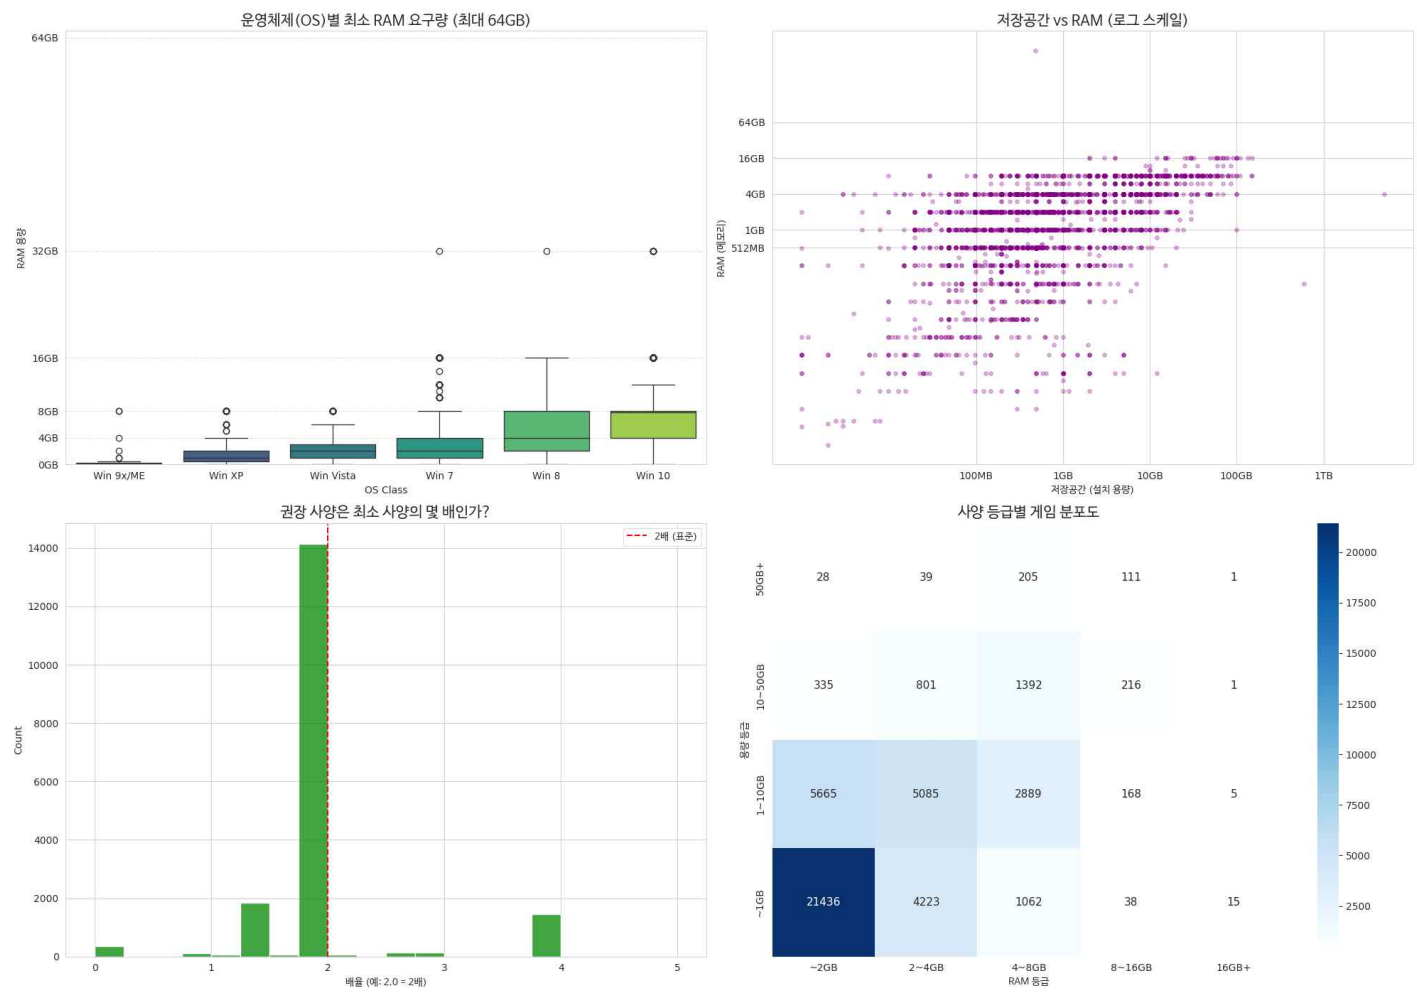 운영체제(OS)별 최소 RAM 요구량 (최대 64GB)
64GB
32GB
16GB
8GB
4GB
0GB
RAM 용량
Win 9x/ME
Win XP
Win Vista
Win 7
Win 8
Win 10
OS Class
저장공간 vs RAM (로그 스케일)
64GB
16GB
4GB
1GB
512MB
RAM (메모리)
100MB
1GB
10GB
100GB
1TB
저장공간 (설치 용량)
권장 사양은 최소 사양의 몇 배인가?
2배 (표준)
14000
12000
10000
8000
6000
4000
2000
0
Count
0
1
2
3
4
5
배율 (예: 2.0 = 2배)
사양 등급별 게임 분포도
50GB+
28
39
205
111
1
10~50GB
335
801
1392
216
1
1~10GB
5665
5085
2889
168
5
~1GB
21436
4223
1062
38
15
용량 등급
~2GB
2~4GB
4~8GB
8~16GB
16GB+
RAM 등급
20000
17500
15000
12500
10000
7500
5000
2500